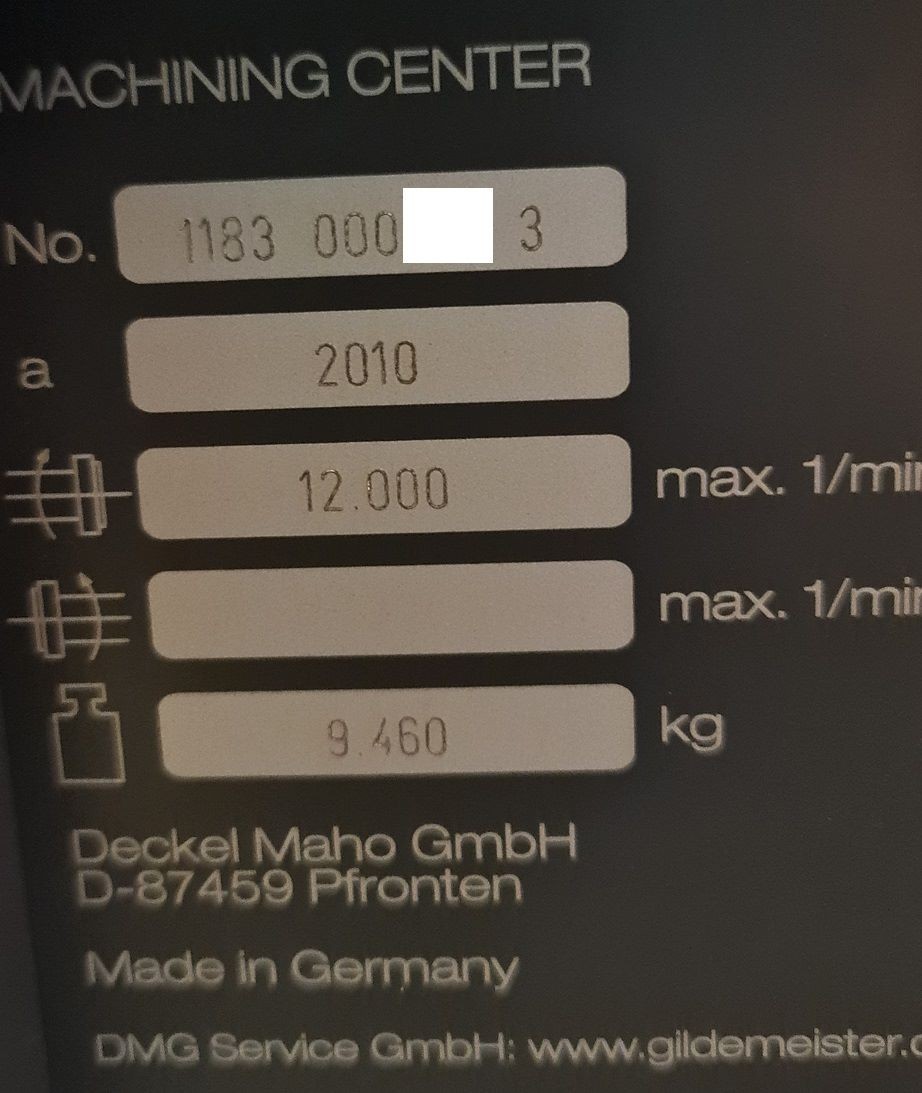 MACHINING CENTER
No. 1183 000 3
a 2010
12.000 max. 1/mi
max. 1/mi
9.460 kg
Deckel Maho GmbH
D-87459 Pfronten
Made in Germany
DMG Service GmbH: www.gildemeister.